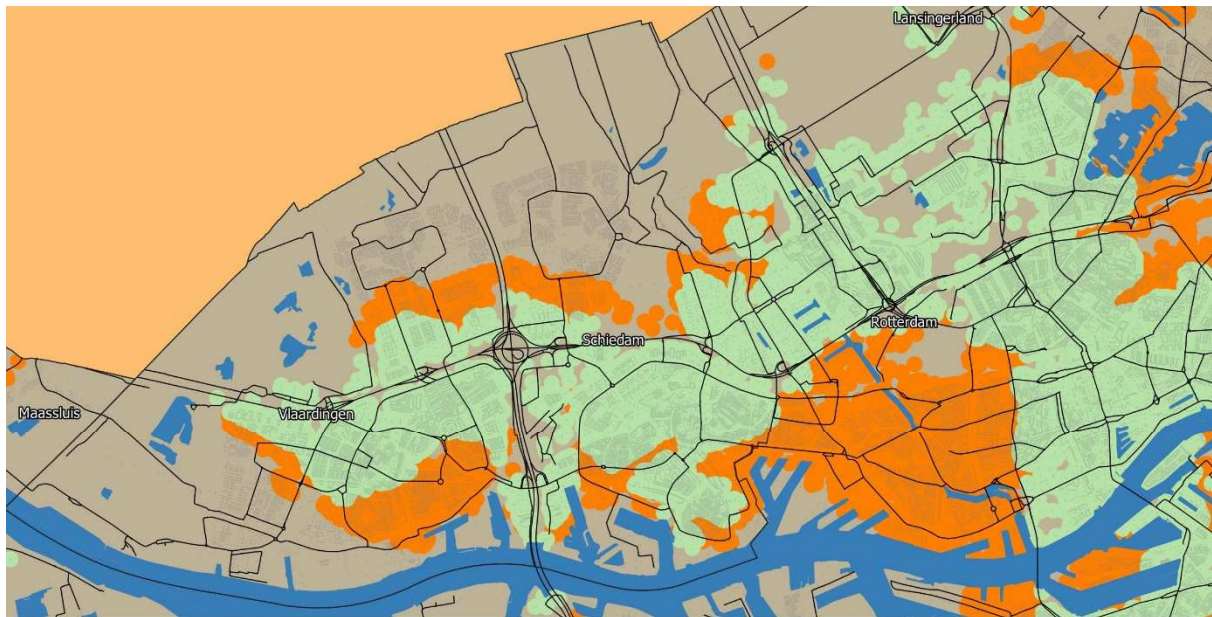 Lansingerland
Rotterdam
Schiedam
Vlaardingen
Maassluis